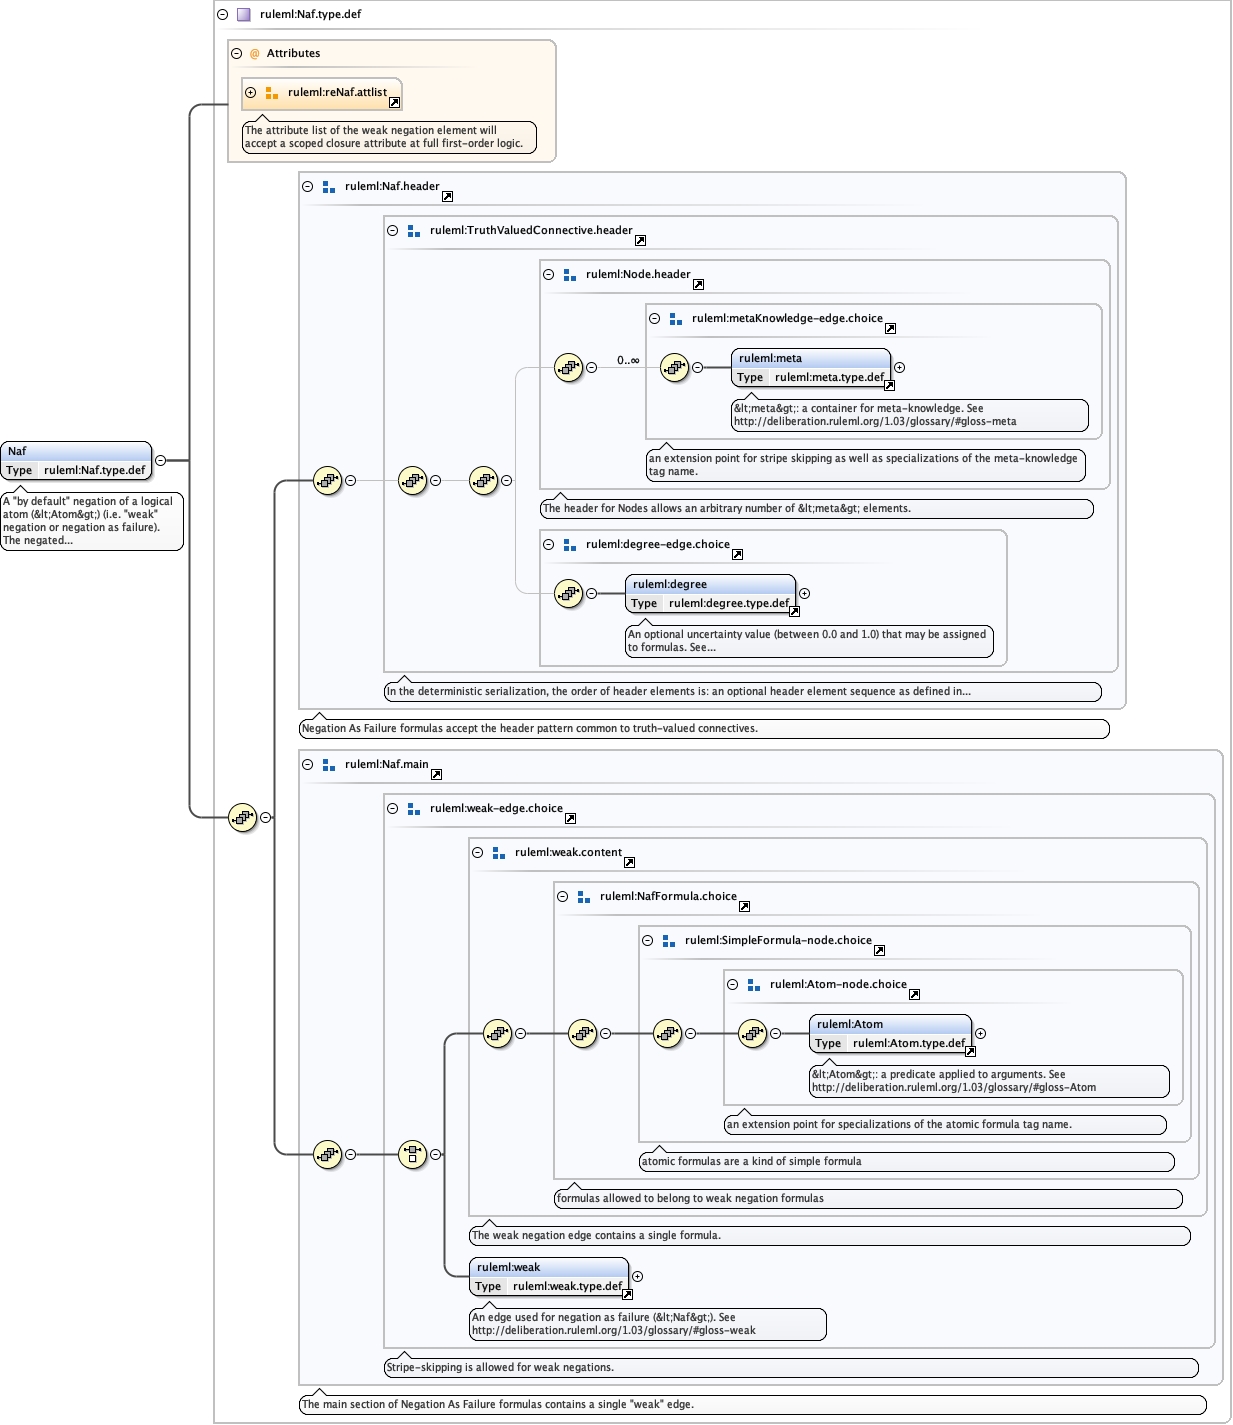 ruleml:Naf.type.def
@ Attributes
ruleml:reNaf.attlist
The attribute list of the weak negation element will
accept a scoped closure attribute at full first-order logic.
ruleml:Naf.header
ruleml:TruthValuedConnective.header
ruleml:Node.header
ruleml:metaKnowledge-edge.choice
0..∞
ruleml:meta
Type ruleml:meta.type.def
&lt;meta&gt;: a container for meta-knowledge. See
http://deliberation.ruleml.org/1.03/glossary/#gloss-meta
an extension point for stripe skipping as well as specializations of the meta-knowledge
tag name.
The header for Nodes allows an arbitrary number of &lt;meta&gt; elements.
Naf
Type ruleml:Naf.type.def
A "by default" negation of a logical
atom (&lt;Atom&gt;) (i.e. "weak"
negation or negation as failure).
The negated...
ruleml:degree-edge.choice
ruleml:degree
Type ruleml:degree.type.def
An optional uncertainty value (between 0.0 and 1.0) that may be assigned
to formulas. See...
In the deterministic serialization, the order of header elements is: an optional header element sequence as defined in...
Negation As Failure formulas accept the header pattern common to truth-valued connectives.
ruleml:Naf.main
ruleml:weak-edge.choice
ruleml:weak.content
ruleml:NafFormula.choice
ruleml:SimpleFormula-node.choice
ruleml:Atom-node.choice
ruleml:Atom
Type ruleml:Atom.type.def
&lt;Atom&gt;: a predicate applied to arguments. See
http://deliberation.ruleml.org/1.03/glossary/#gloss-Atom
an extension point for specializations of the atomic formula tag name.
atomic formulas are a kind of simple formula
formulas allowed to belong to weak negation formulas
The weak negation edge contains a single formula.
ruleml:weak
Type ruleml:weak.type.def
An edge used for negation as failure (&lt;Naf&gt;). See
http://deliberation.ruleml.org/1.03/glossary/#gloss-weak
Stripe-skipping is allowed for weak negations.
The main section of Negation As Failure formulas contains a single "weak" edge.